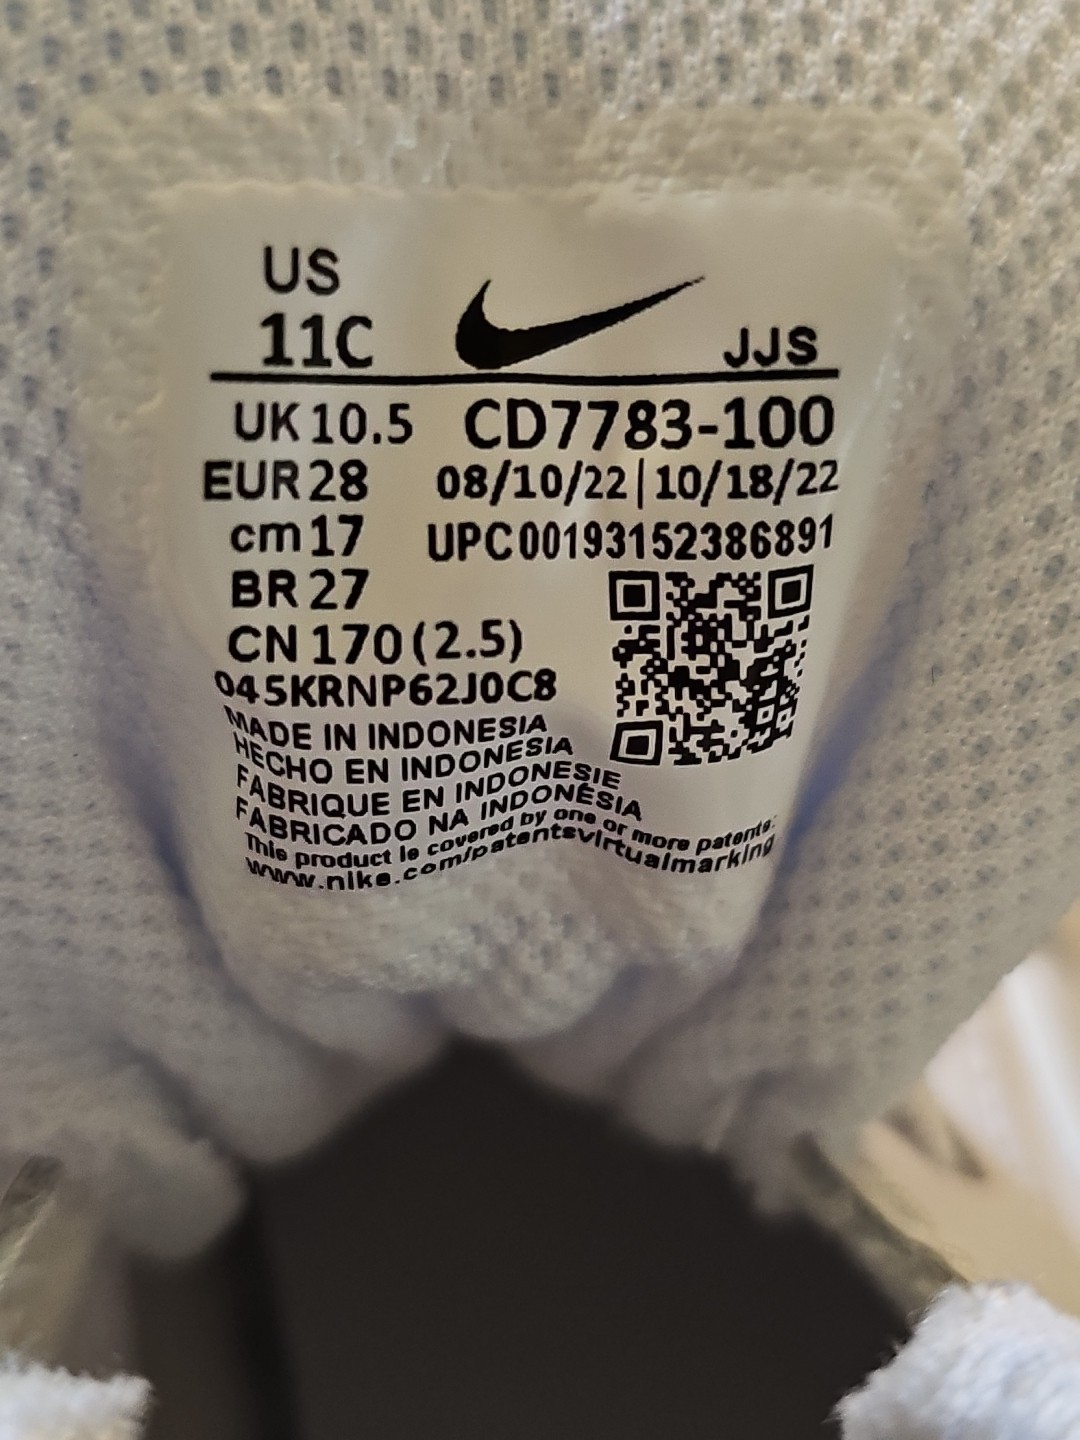 US
11C JJS
UK 10.5 CD7783-100
EUR 28 08/10/22 | 10/18/22
cm 17 UPC 00193152386891
BR 27
CN 170 (2.5)
045KRNP62J0C8
MADE IN INDONESIA
HECHO EN INDONESIA
FABRIQUE EN INDONESIE
FABRICADO NA INDONÉSIA
This product is covered by one or more patents:
www.nike.com/patentsvirtualmarking